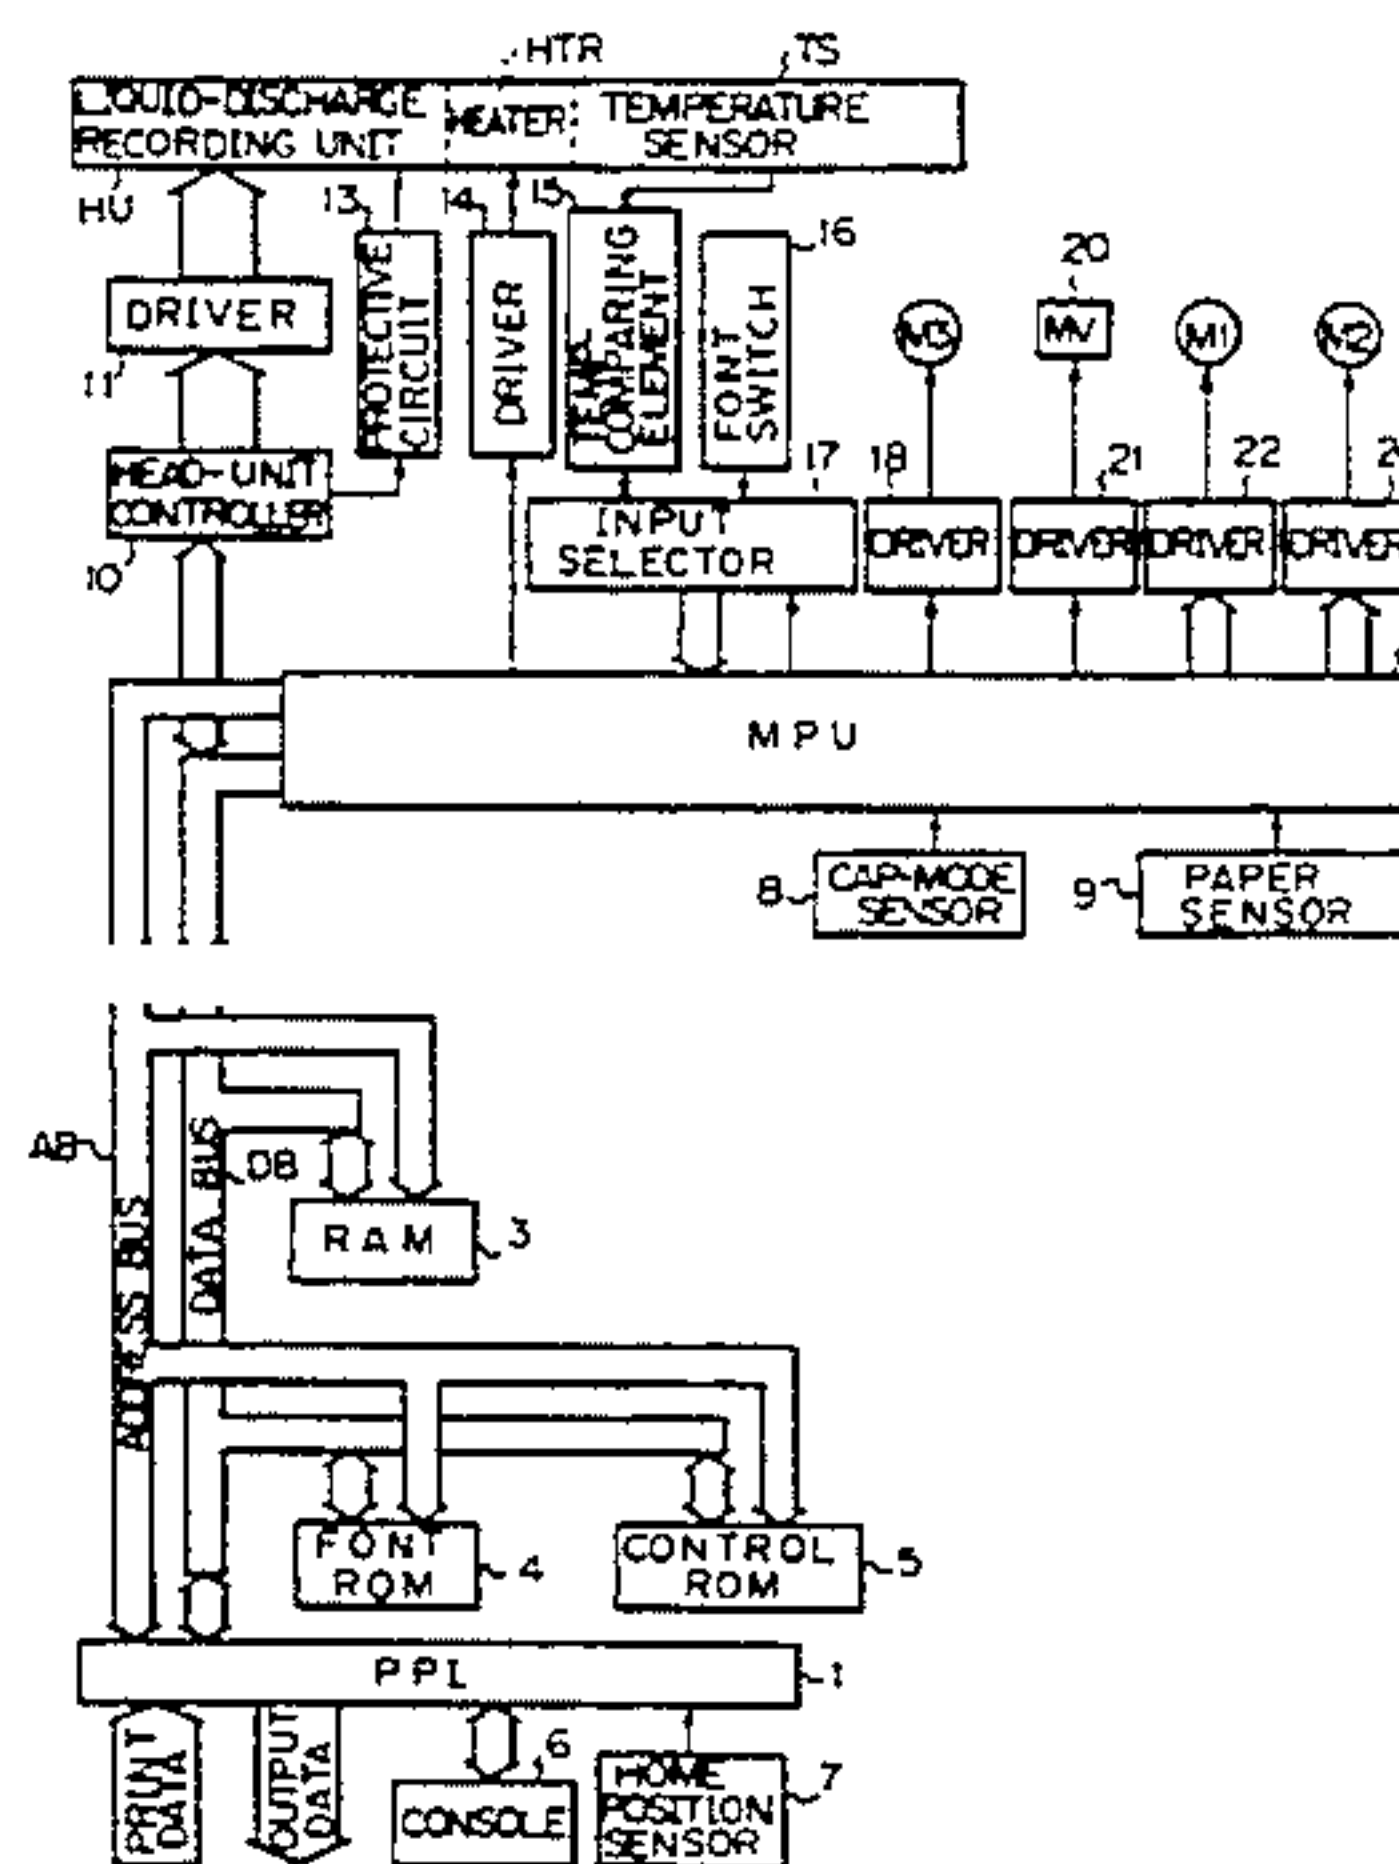 HTR
TS
LIQUID-DISCHARGE
RECORDING UNIT
HEATER
TEMPERATURE
SENSOR
HU
13
14
15
16
DRIVER
11
PROTECTIVE
CIRCUIT
DRIVER
TEMP.
COMPARING
ELEMENT
FONT
SWITCH
20
M3
MV
M1
M2
HEAD-UNIT
CONTROLLER
10
17
18
21
22
INPUT
SELECTOR
DRIVER
DRIVER
DRIVER
DRIVER
MPU
8
CAP-MODE
SENSOR
9
PAPER
SENSOR
AB
ADDRESS BUS
DATA BUS
DB
RAM
3
FONT
ROM
4
CONTROL
ROM
5
PPI
1
PRINT
DATA
OUTPUT
DATA
6
CONSOLE
HOME
POSITION
SENSOR
7